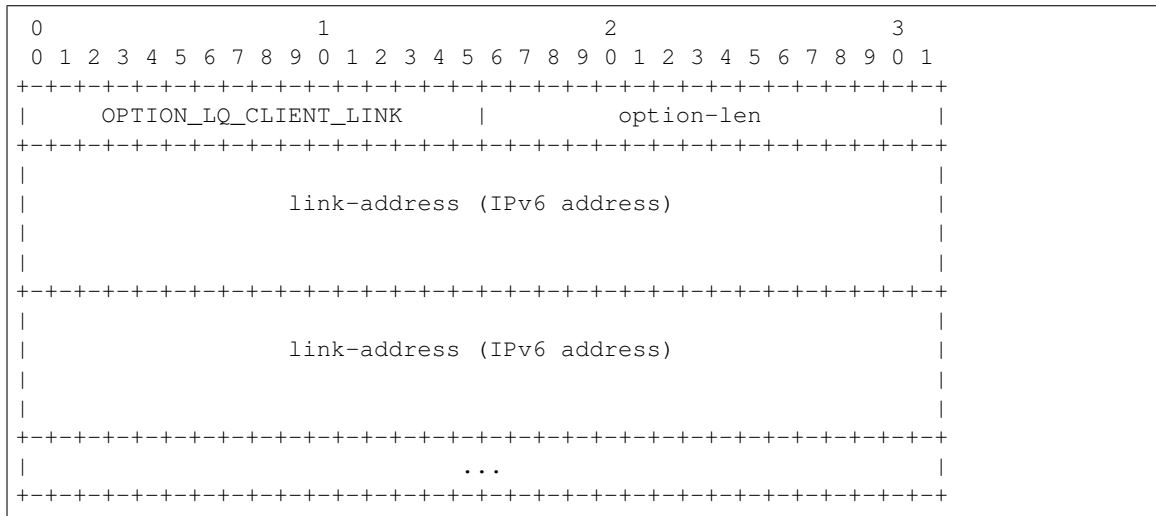 0                   1                   2                   3
 0 1 2 3 4 5 6 7 8 9 0 1 2 3 4 5 6 7 8 9 0 1 2 3 4 5 6 7 8 9 0 1
+-+-+-+-+-+-+-+-+-+-+-+-+-+-+-+-+-+-+-+-+-+-+-+-+-+-+-+-+-+-+-+-+
|     OPTION_LQ_CLIENT_LINK     |         option-len            |
+-+-+-+-+-+-+-+-+-+-+-+-+-+-+-+-+-+-+-+-+-+-+-+-+-+-+-+-+-+-+-+-+
|                                                               |
|                  link-address (IPv6 address)                  |
|                                                               |
|                                                               |
+-+-+-+-+-+-+-+-+-+-+-+-+-+-+-+-+-+-+-+-+-+-+-+-+-+-+-+-+-+-+-+-+
|                                                               |
|                  link-address (IPv6 address)                  |
|                                                               |
|                                                               |
+-+-+-+-+-+-+-+-+-+-+-+-+-+-+-+-+-+-+-+-+-+-+-+-+-+-+-+-+-+-+-+-+
|                              ...                              |
+-+-+-+-+-+-+-+-+-+-+-+-+-+-+-+-+-+-+-+-+-+-+-+-+-+-+-+-+-+-+-+-+